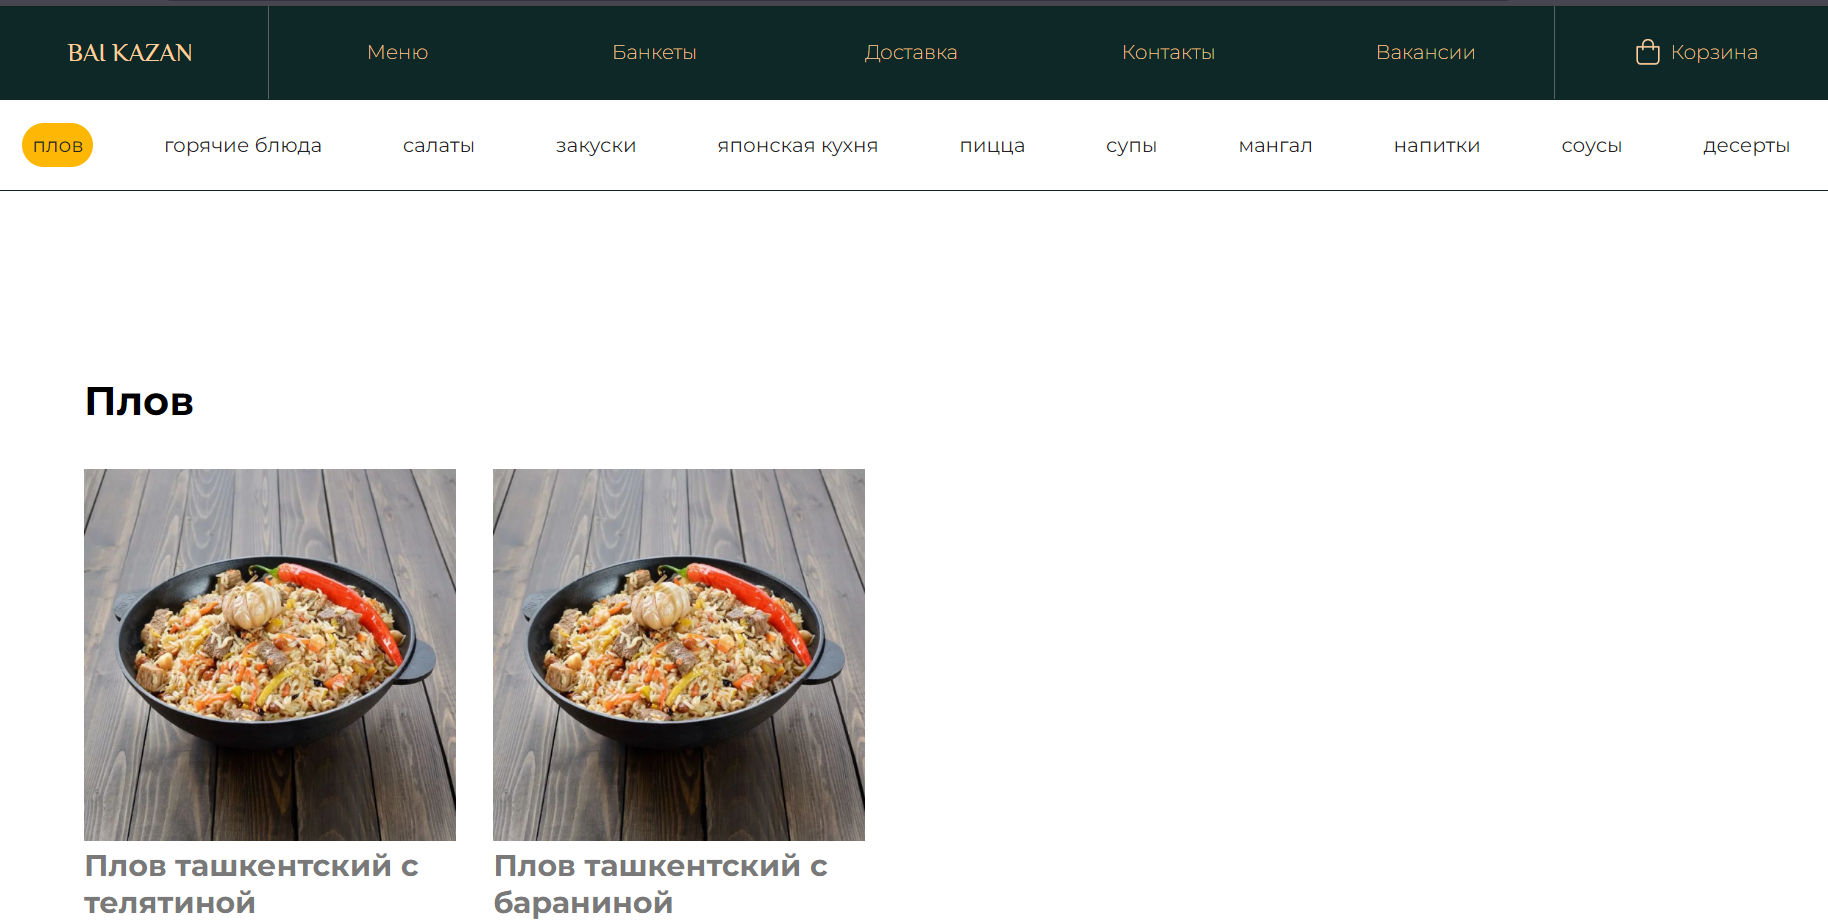 BAI KAZAN Меню Банкеты Доставка Контакты Вакансии Корзина
плов горячие блюда салаты закуски японская кухня пицца супы мангал напитки соусы десерты
Плов
Плов ташкентский с
телятиной
Плов ташкентский с
бараниной